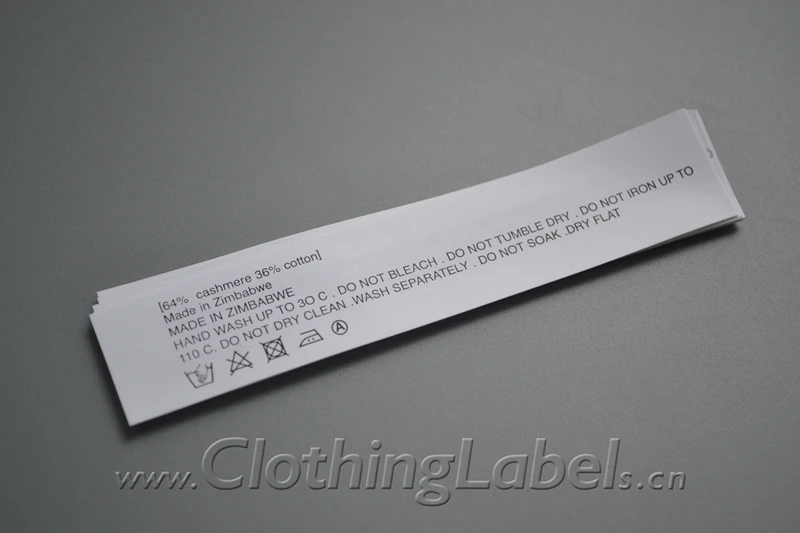 [64%  cashmere 36% cotton]
Made in Zimbabwe
MADE IN ZIMBABWE
HAND WASH UP TO 3O C . DO NOT BLEACH . DO NOT TUMBLE DRY . DO NOT IRON UP TO
110 C. DO NOT DRY CLEAN .WASH SEPARATELY . DO NOT SOAK .DRY FLAT
A
www.ClothingLabels.cn